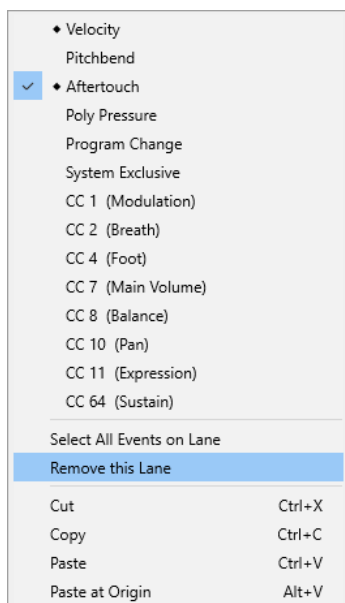 ◆ Velocity
Pitchbend
✓ ◆ Aftertouch
Poly Pressure
Program Change
System Exclusive
CC 1 (Modulation)
CC 2 (Breath)
CC 4 (Foot)
CC 7 (Main Volume)
CC 8 (Balance)
CC 10 (Pan)
CC 11 (Expression)
CC 64 (Sustain)
Select All Events on Lane
Remove this Lane
Cut Ctrl+X
Copy Ctrl+C
Paste Ctrl+V
Paste at Origin Alt+V